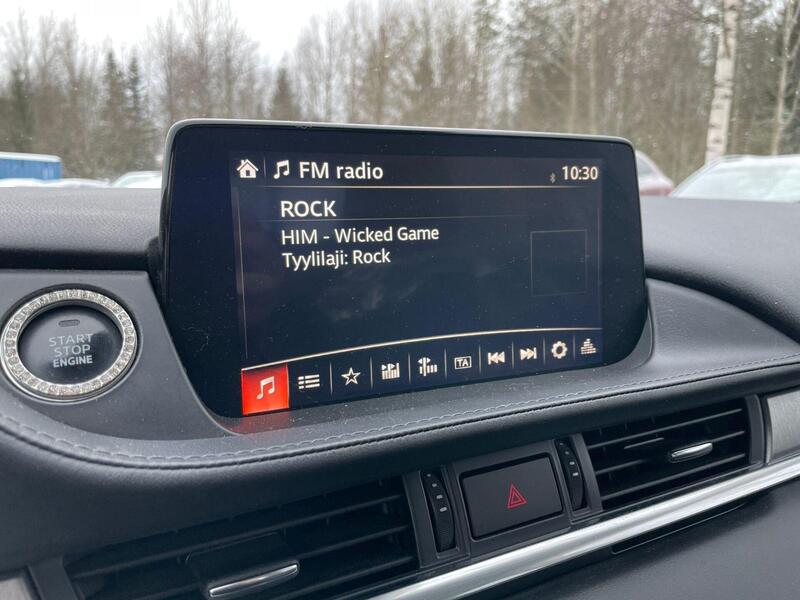 FM radio
10:30
ROCK
HIM - Wicked Game
Tyylilaji: Rock
TA
START
STOP
ENGINE